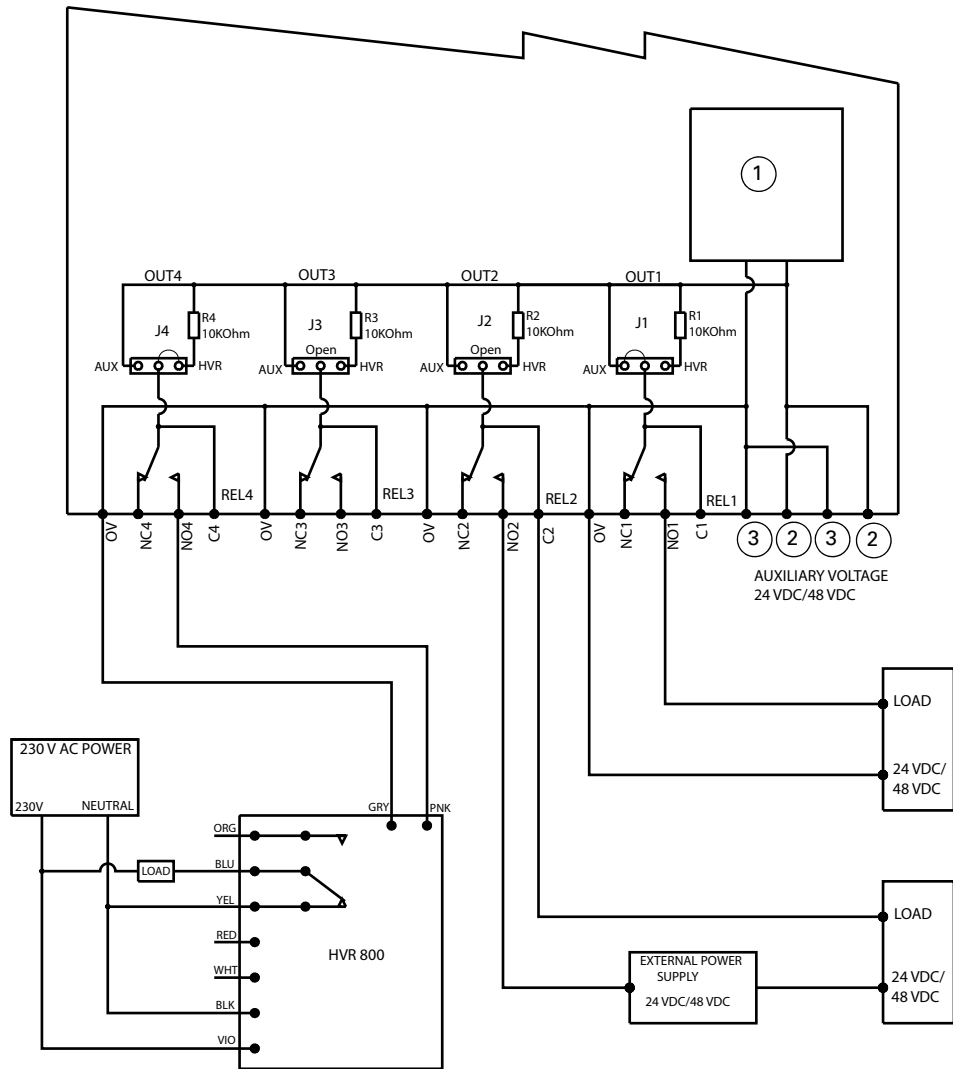 1
OUT4
OUT3
OUT2
OUT1
J4
R4
10KOhm
J3
R3
10KOhm
J2
R2
10KOhm
J1
R1
10KOhm
Open
Open
AUX
HVR
AUX
HVR
AUX
HVR
AUX
HVR
REL4
REL3
REL2
REL1
OV
NC4
NO4
C4
OV
NC3
NO3
C3
OV
NC2
NO2
C2
OV
NC1
NO1
C1
3
2
3
2
AUXILIARY VOLTAGE
24 VDC/48 VDC
LOAD
24 VDC/
48 VDC
230 V AC POWER
230V
NEUTRAL
GRY
PNK
ORG
BLU
LOAD
YEL
RED
WHT
BLK
VIO
HVR 800
EXTERNAL POWER
SUPPLY
24 VDC/48 VDC
LOAD
24 VDC/
48 VDC